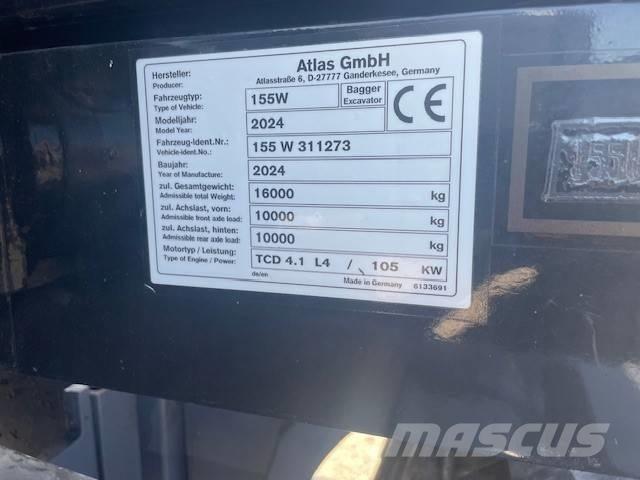 Hersteller:
Producer:
Atlas GmbH
Atlasstraße 6, D-27777 Ganderkesee, Germany
Fahrzeugtyp:
Type of Vehicle:
155W
Bagger
Excavator
CE
Modelljahr:
Model Year:
2024
Fahrzeug-Ident.Nr.:
Vehicle-ident.No.:
155 W 311273
Baujahr:
Year of Manufacture:
2024
zul. Gesamtgewicht:
Admissible total Weight:
16000 kg
zul. Achslast, vorn:
Admissible front axle load:
10000 kg
zul. Achslast, hinten:
Admissible rear axle load:
10000 kg
Motortyp / Leistung:
Type of Engine / Power:
TCD 4.1 L4 / 105 KW
de/en
Made in Germany
6133691
MASCUS